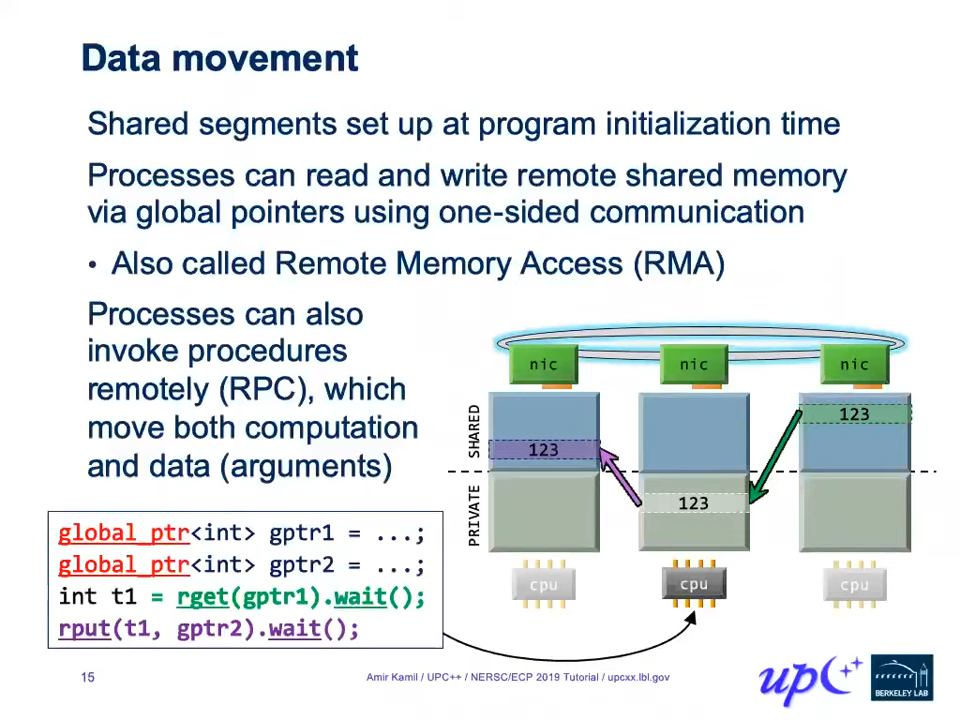 Data movement
Shared segments set up at program initialization time
Processes can read and write remote shared memory
via global pointers using one-sided communication
• Also called Remote Memory Access (RMA)
Processes can also
invoke procedures
remotely (RPC), which
move both computation
and data (arguments)
nic
nic
nic
SHARED
123
123
PRIVATE
123
cpu
cpu
cpu
global_ptr<int> gptr1 = ...;
global_ptr<int> gptr2 = ...;
int t1 = rget(gptr1).wait();
rput(t1, gptr2).wait();
15
Amir Kamil / UPC++ / NERSC/ECP 2019 Tutorial / upcxx.lbl.gov
upC++
BERKELEY LAB